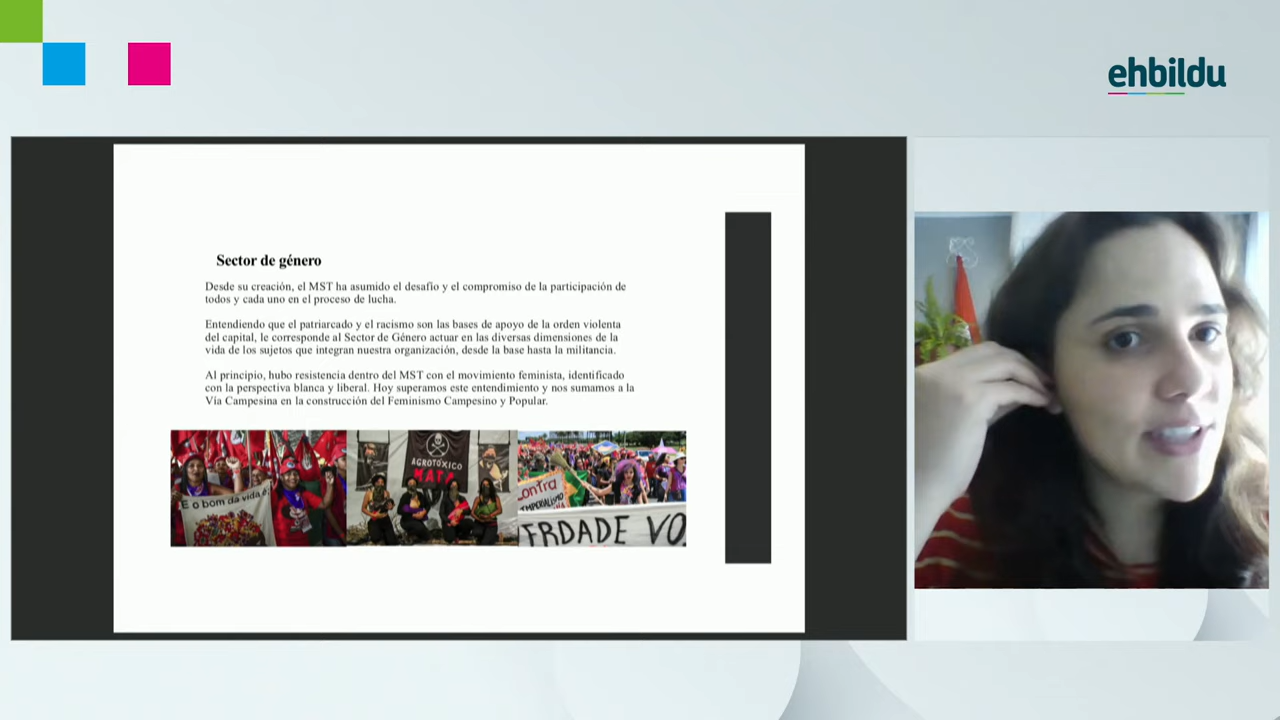 ehbildu
Sector de género
Desde su creación, el MST ha asumido el desafío y el compromiso de la participación de
todos y cada uno en el proceso de lucha.
Entendiendo que el patriarcado y el racismo son las bases de apoyo de la orden violenta
del capital, le corresponde al Sector de Género actuar en las diversas dimensiones de la
vida de los sujetos que integran nuestra organización, desde la base hasta la militancia.
Al principio, hubo resistencia dentro del MST con el movimiento feminista, identificado
con la perspectiva blanca y liberal. Hoy superamos este entendimiento y nos sumamos a la
Vía Campesina en la construcción del Feminismo Campesino y Popular.
E o bom da vida é
AGROTÓXICO
MATA
contra
IMPERIALISMO
ERDADE VO